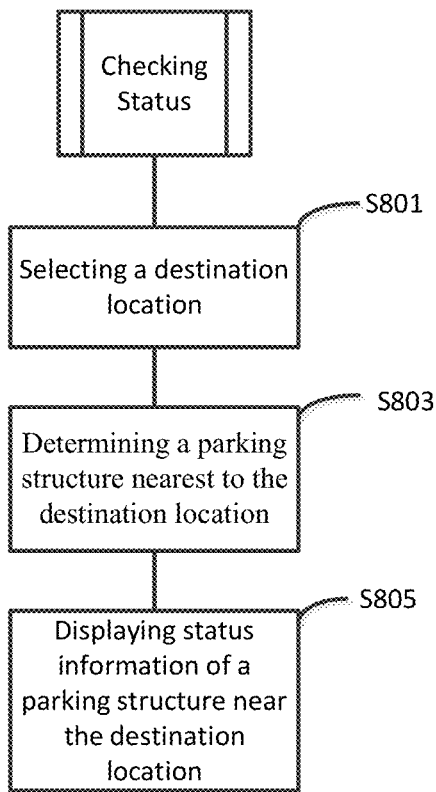 Checking
Status
S801
Selecting a destination
location
S803
Determining a parking
structure nearest to the
destination location
S805
Displaying status
information of a
parking structure near
the destination
location